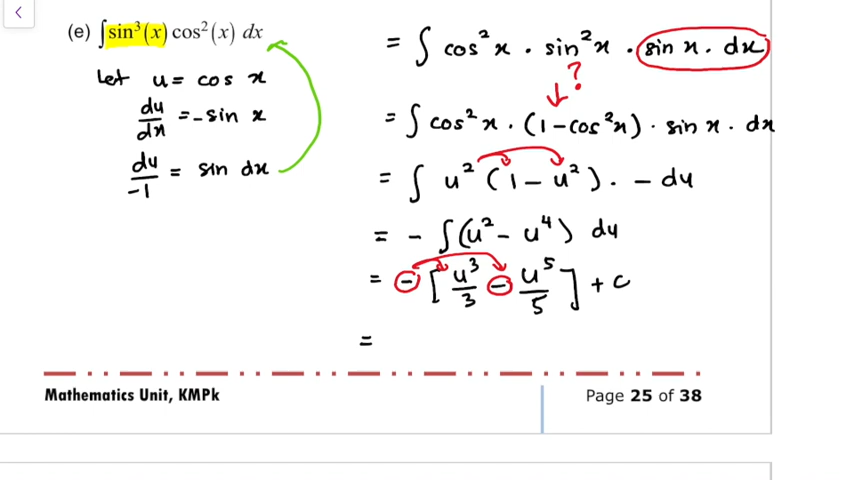 (e) ∫ sin³(x) cos²(x) dx
Let u = cos x
du/dx = - sin x
du/-1 = sin dx
= ∫ cos²x · sin²x · sin x · dx
?
= ∫ cos²x · (1 - cos²x) · sin x · dx
= ∫ u² (1 - u²) · - du
= - ∫ (u² - u⁴) du
= - [u³/3 - u⁵/5] + c
=
Mathematics Unit, KMPk
Page 25 of 38